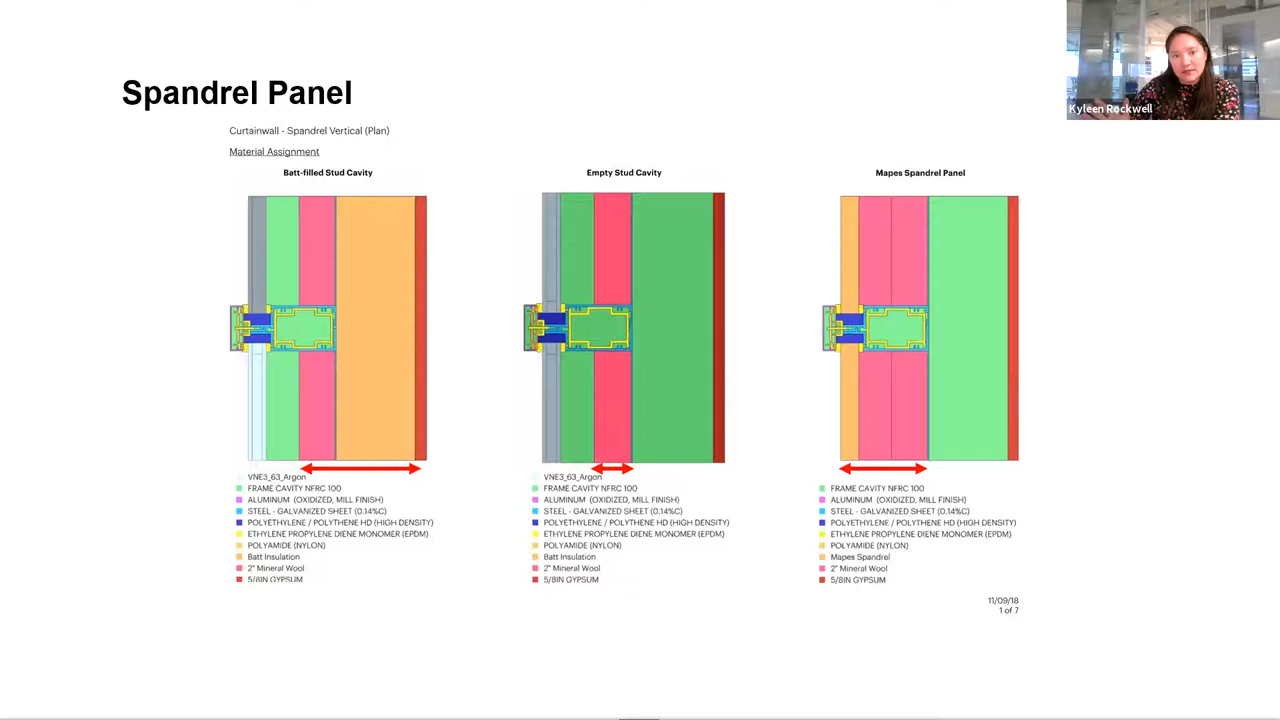 Kyleen Rockwell
Spandrel Panel
Curtainwall - Spandrel Vertical (Plan)
Material Assignment
Batt-filled Stud Cavity
VNE3_63_Argon
FRAME CAVITY NFRC 100
ALUMINUM (OXIDIZED, MILL FINISH)
STEEL - GALVANIZED SHEET (0.14%C)
POLYETHYLENE / POLYTHENE HD (HIGH DENSITY)
ETHYLENE PROPYLENE DIENE MONOMER (EPDM)
POLYAMIDE (NYLON)
Batt Insulation
2" Mineral Wool
5/8IN GYPSUM
Empty Stud Cavity
VNE3_63_Argon
FRAME CAVITY NFRC 100
ALUMINUM (OXIDIZED, MILL FINISH)
STEEL - GALVANIZED SHEET (0.14%C)
POLYETHYLENE / POLYTHENE HD (HIGH DENSITY)
ETHYLENE PROPYLENE DIENE MONOMER (EPDM)
POLYAMIDE (NYLON)
Batt Insulation
2" Mineral Wool
5/8IN GYPSUM
Mapes Spandrel Panel
FRAME CAVITY NFRC 100
ALUMINUM (OXIDIZED, MILL FINISH)
STEEL - GALVANIZED SHEET (0.14%C)
POLYETHYLENE / POLYTHENE HD (HIGH DENSITY)
ETHYLENE PROPYLENE DIENE MONOMER (EPDM)
POLYAMIDE (NYLON)
Mapes Spandrel
2" Mineral Wool
5/8IN GYPSUM
11/09/18
1 of 7